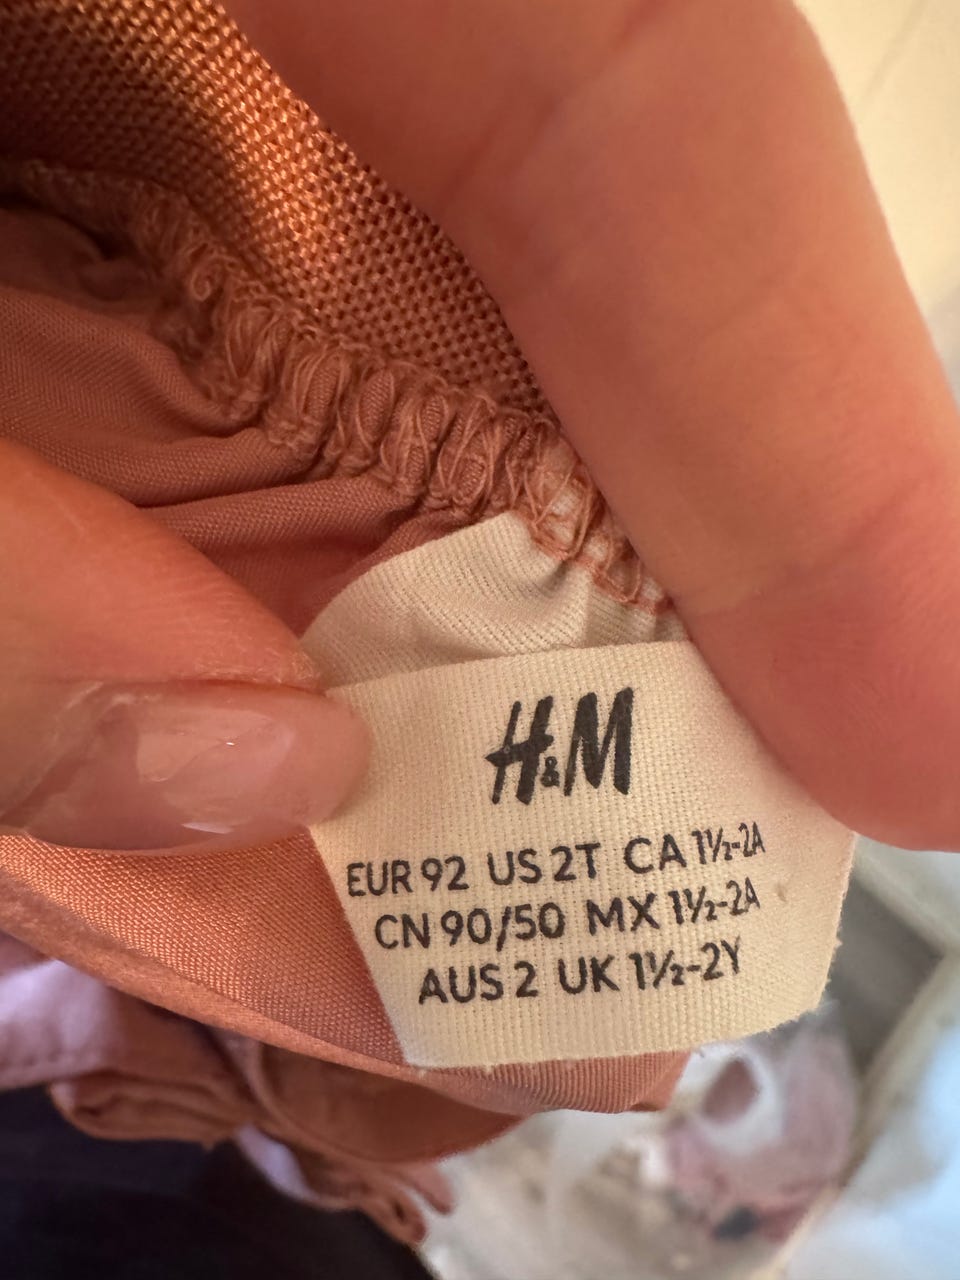 H&M
EUR 92 US 2T CA 1½-2A
CN 90/50 MX 1½-2A
AUS 2 UK 1½-2Y